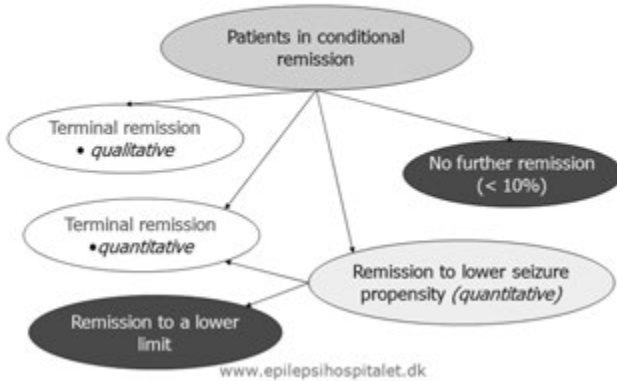 Patients in conditional
remission
Terminal remission
• qualitative
No further remission
(< 10%)
Terminal remission
•quantitative
Remission to lower seizure
propensity (quantitative)
Remission to a lower
limit
www.epilepsihospitalet.dk